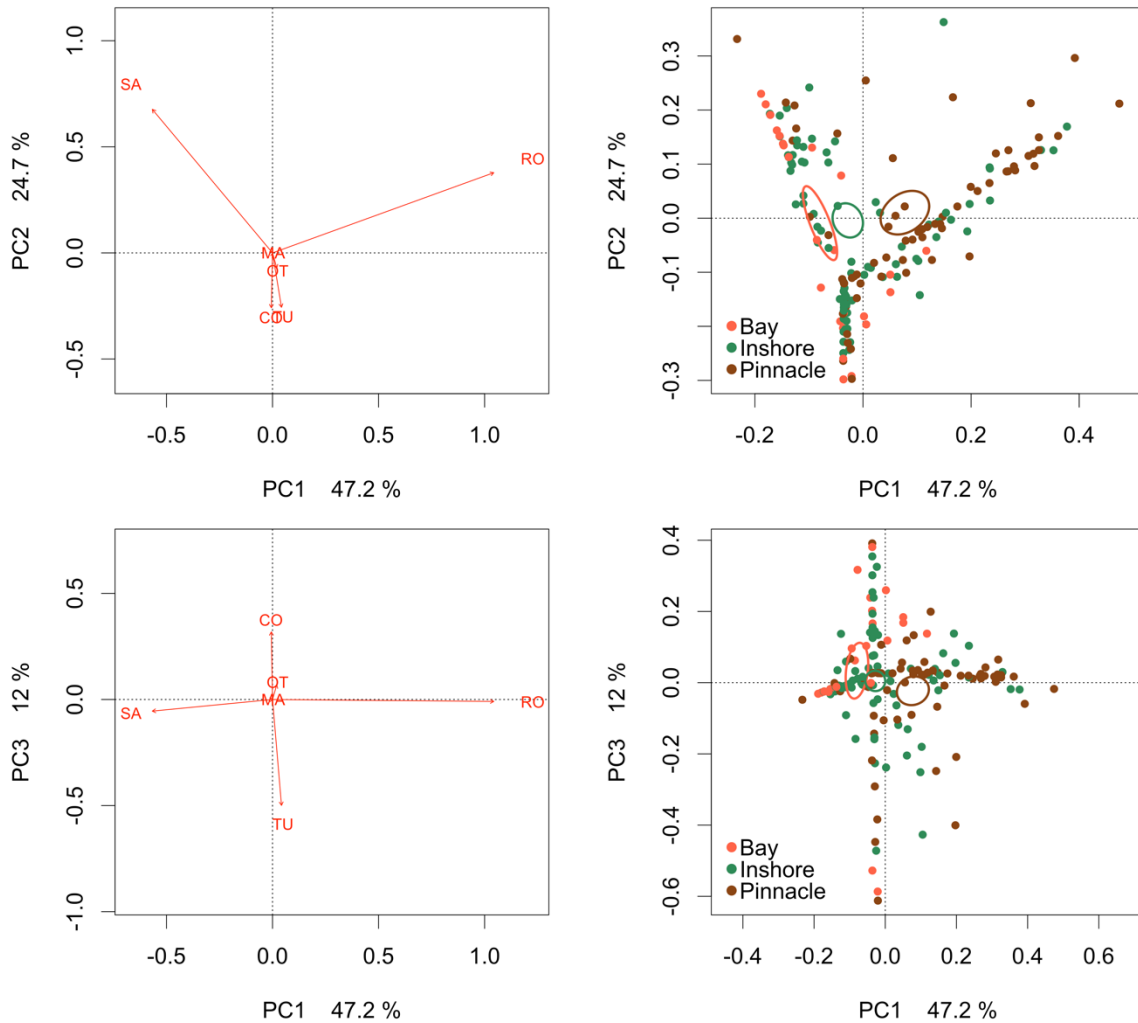 1.0
0.5
0.0
-0.5
PC2 24.7 %
SA
RO
MA
OT
CO
TU
-0.5 0.0 0.5 1.0
PC1 47.2 %
0.3
0.2
0.1
0.0
-0.1
-0.3
PC2 24.7 %
Bay
Inshore
Pinnacle
-0.2 0.0 0.2 0.4
PC1 47.2 %
0.5
0.0
-0.5
-1.0
PC3 12 %
CO
OT
MA
SA
RO
TU
-0.5 0.0 0.5 1.0
PC1 47.2 %
0.4
0.2
0.0
-0.2
-0.4
-0.6
PC3 12 %
Bay
Inshore
Pinnacle
-0.4 -0.2 0.0 0.2 0.4 0.6
PC1 47.2 %